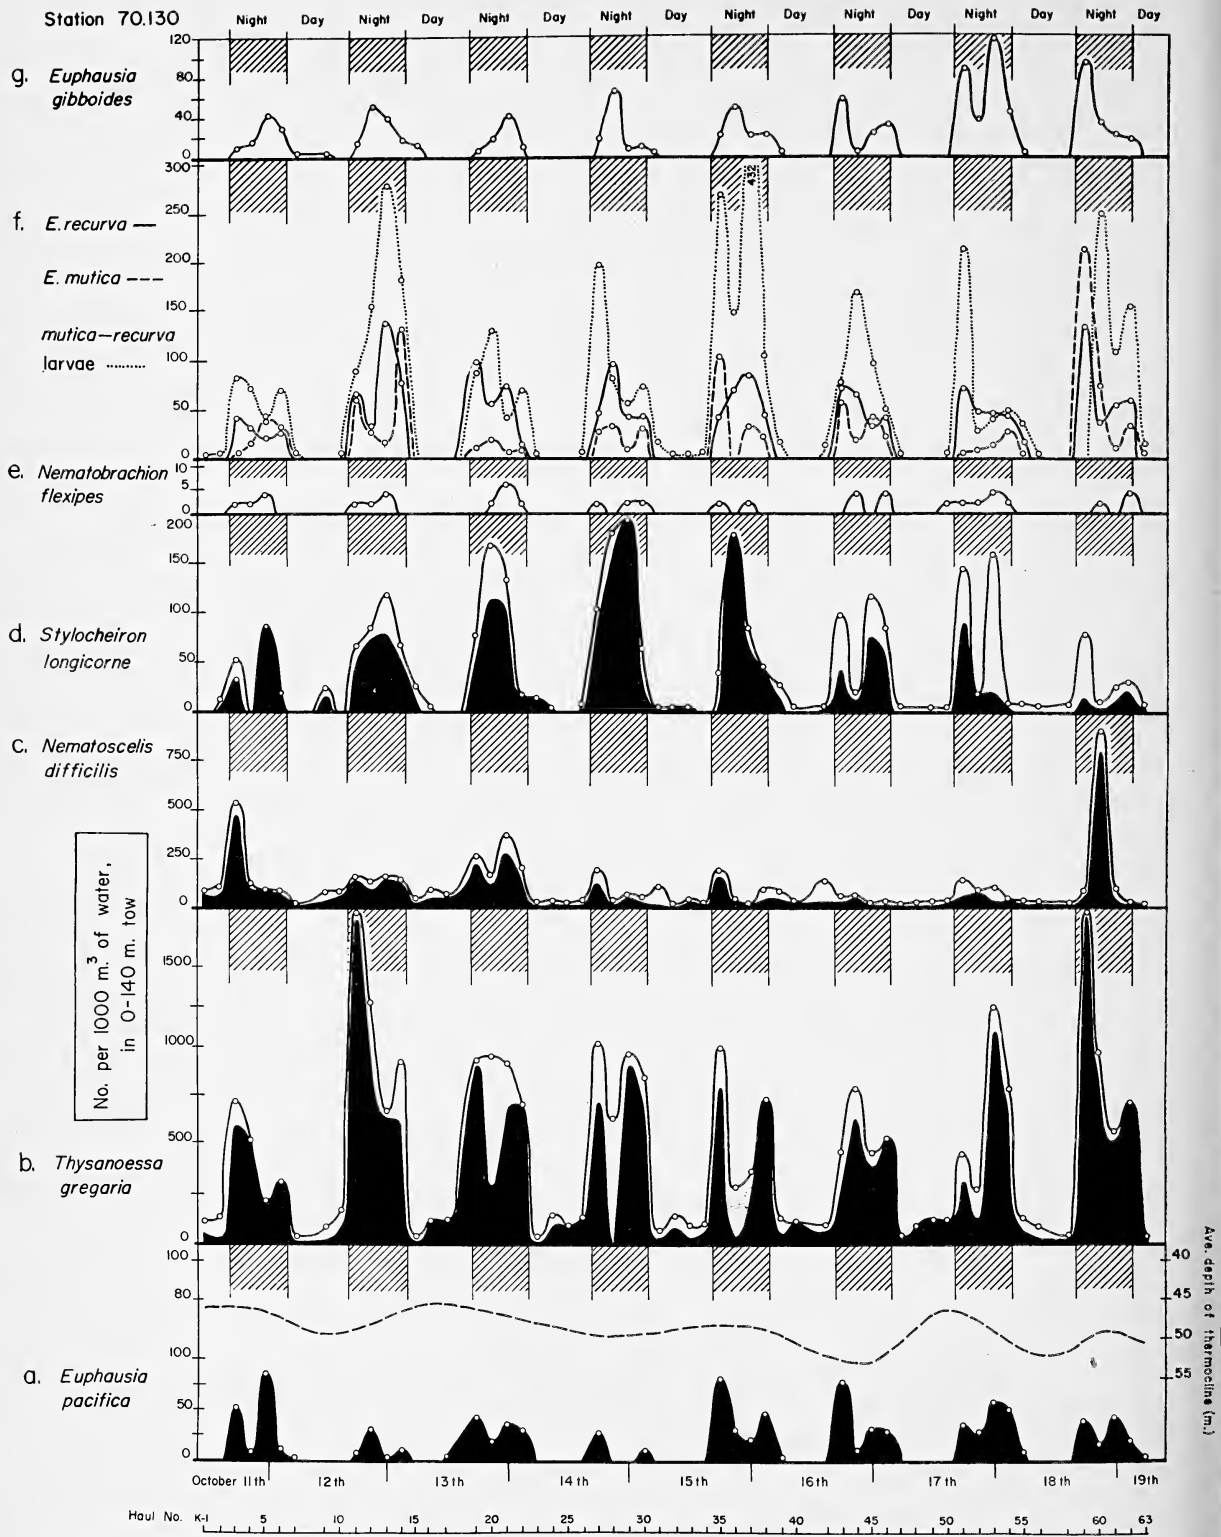 Station 70.130
Night Day Night Day Night Day Night Day Night Day Night Day Night Day Night Day
g. Euphausia
gibboides
120
80
40
0
f. E. recurva —
E. mutica ---
mutica—recurva
larvae ..........
300
250
200
150
100
50
0
432
e. Nematobrachion
flexipes
10
5
0
d. Stylocheiron
longicorne
200
150
100
50
0
c. Nematoscelis
difficilis
750
500
250
0
No. per 1000 m.³ of water,
in 0-140 m. tow
b. Thysanoessa
gregaria
1500
1000
500
0
100
80
40
45
50
55
Ave. depth of thermocline (m.)
a. Euphausia
pacifica
100
50
0
October 11th 12th 13th 14th 15th 16th 17th 18th 19th
Haul No. K-1 5 10 15 20 25 30 35 40 45 50 55 60 63